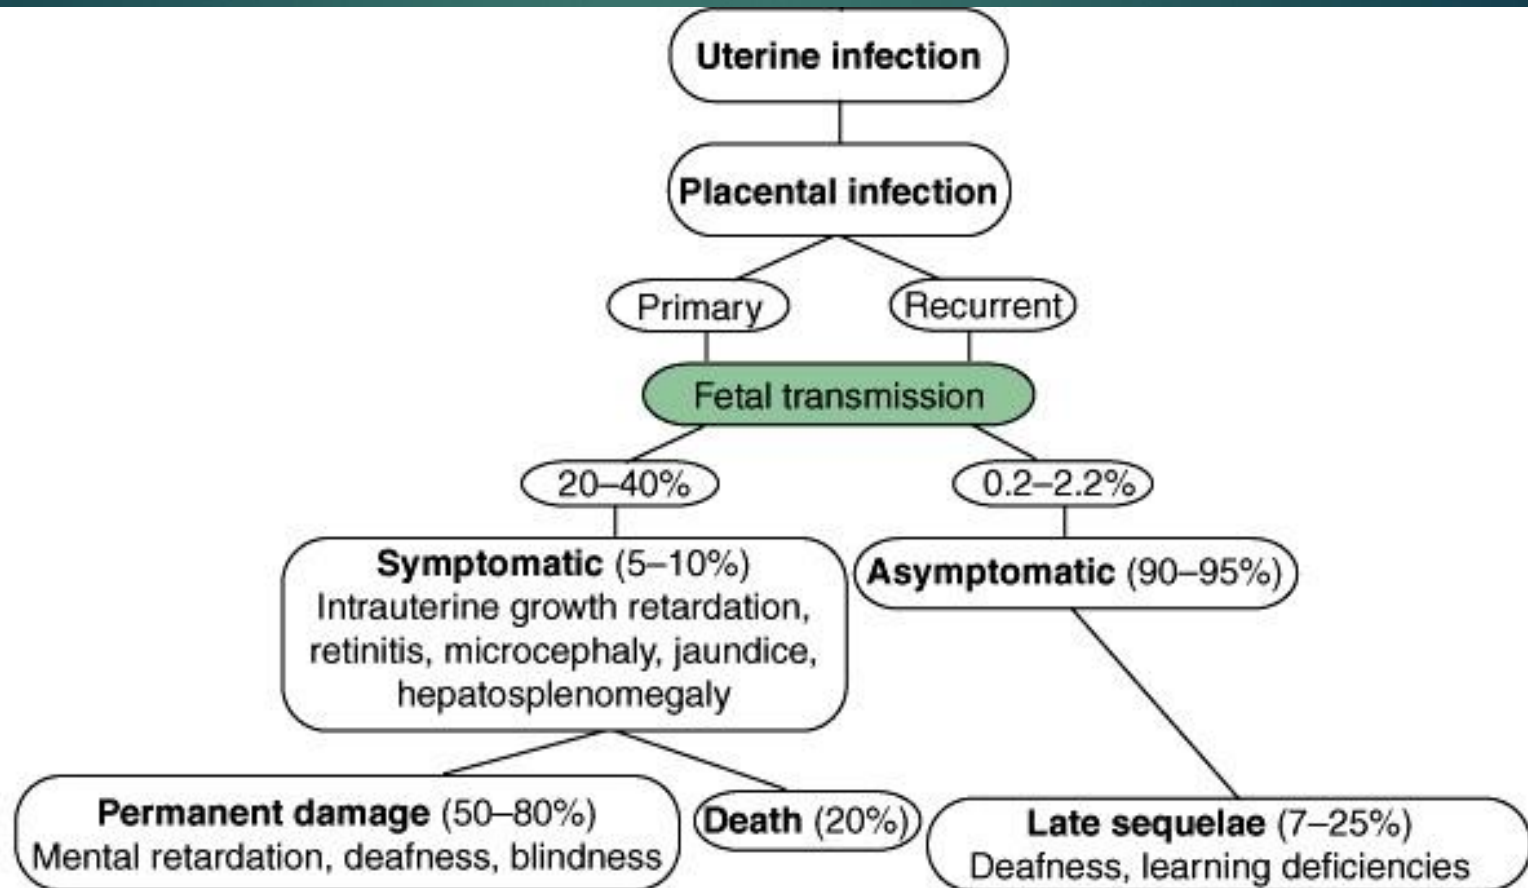 Uterine infection
Placental infection
Primary
Recurrent
Fetal transmission
20–40%
0.2–2.2%
Symptomatic (5–10%)
Intrauterine growth retardation,
retinitis, microcephaly, jaundice,
hepatosplenomegaly
Asymptomatic (90–95%)
Permanent damage (50–80%)
Mental retardation, deafness, blindness
Death (20%)
Late sequelae (7–25%)
Deafness, learning deficiencies